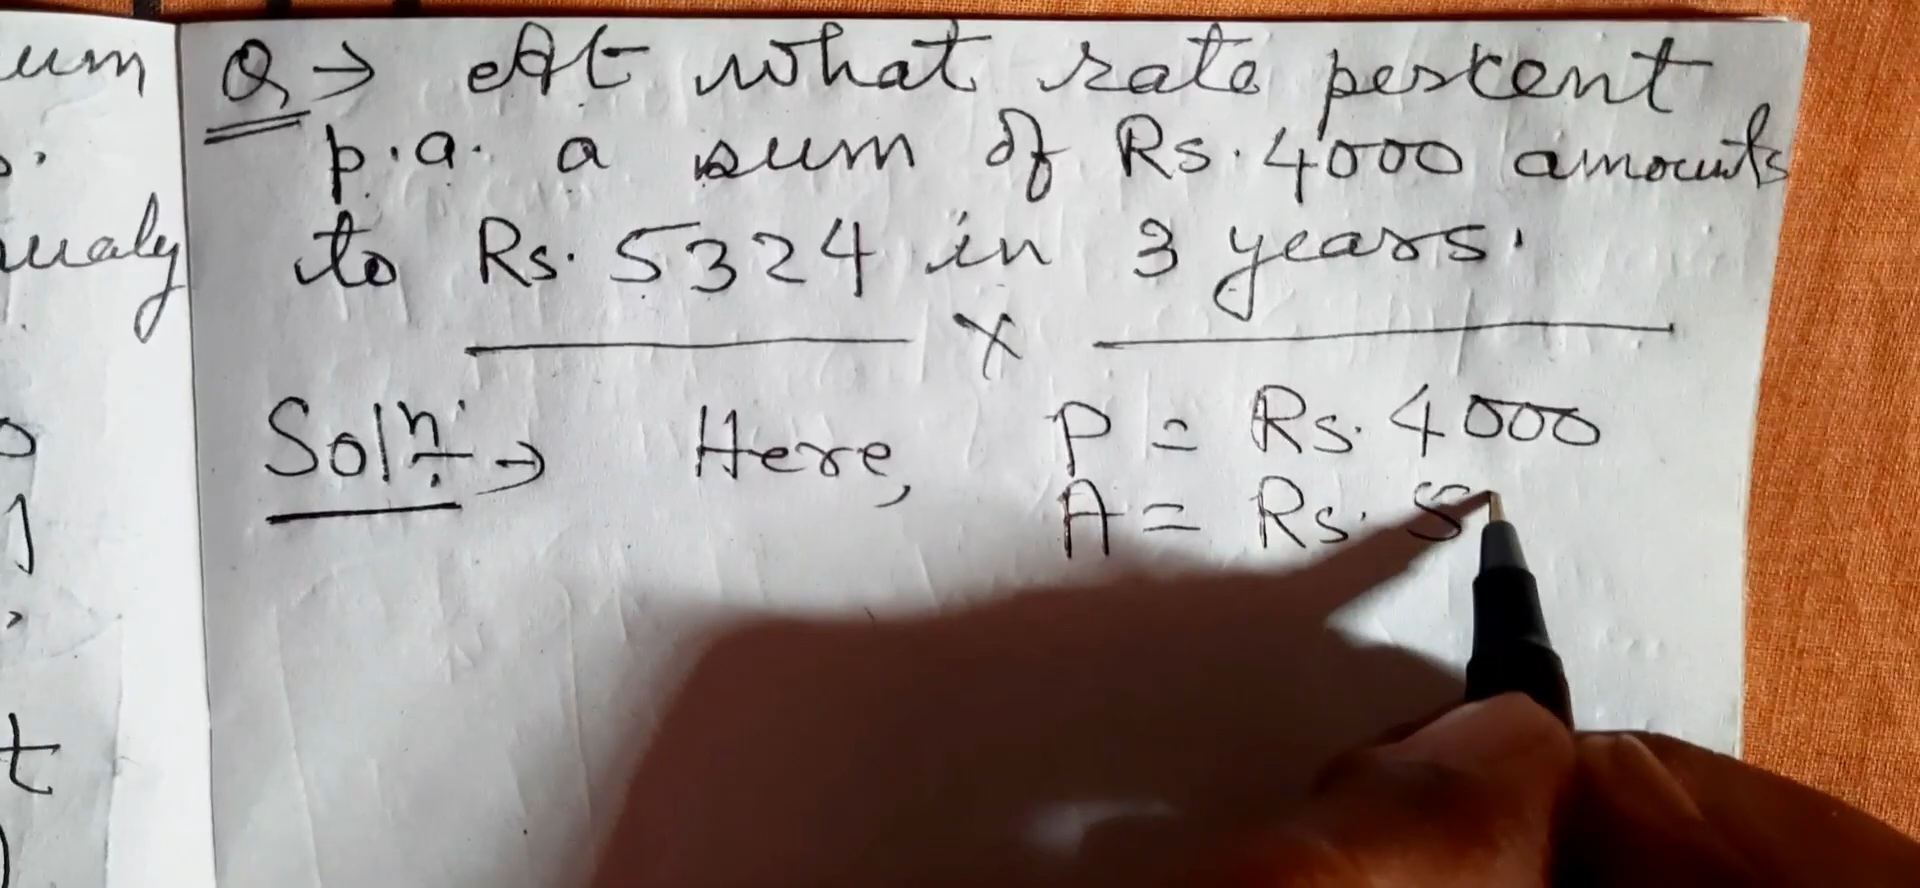 Q → At what rate percent
p.a. a sum of Rs. 4000 amounts
to Rs. 5324 in 3 years.
x
Soln. → Here, P = Rs. 4000
A = Rs. 5